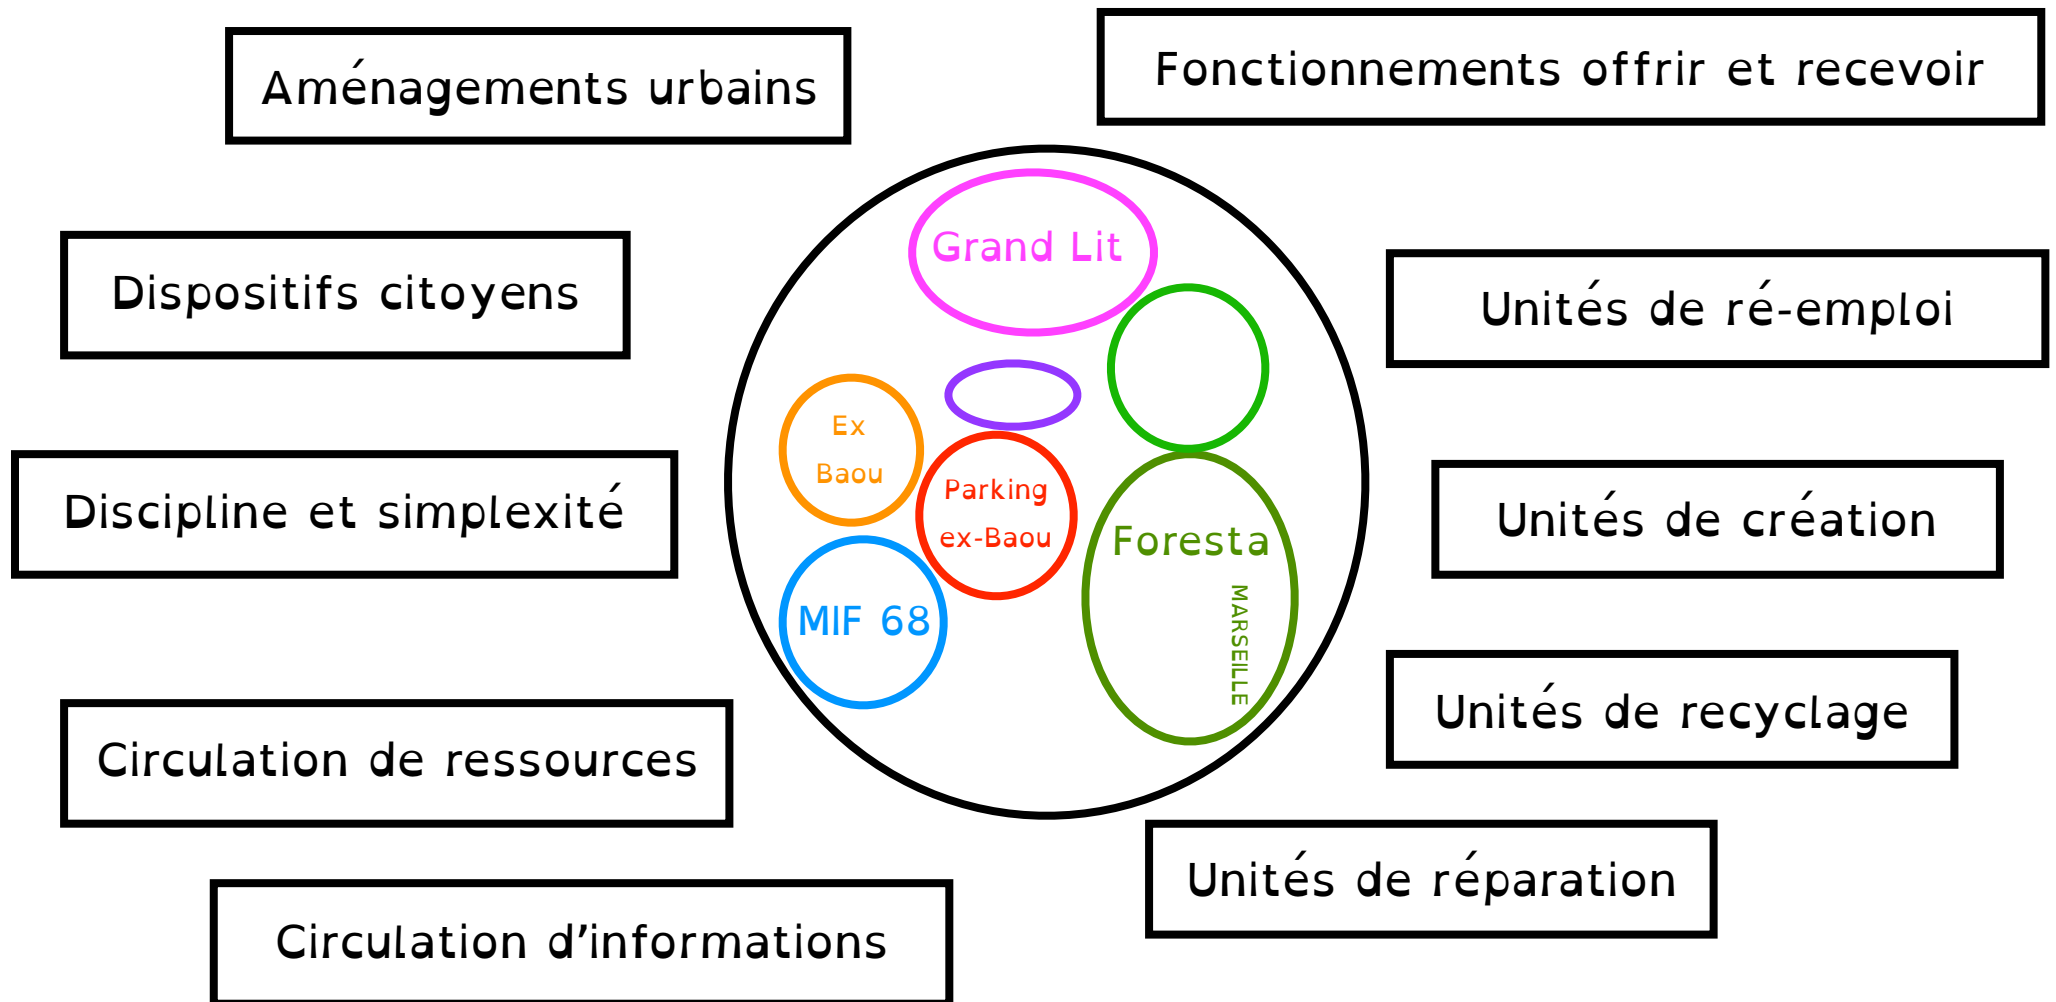 Aménagements urbains
Fonctionnements offrir et recevoir
Dispositifs citoyens
Grand Lit
Unités de ré-emploi
Ex
Baou
Discipline et simplexité
Parking
ex-Baou
Foresta
MARSEILLE
Unités de création
MIF 68
Circulation de ressources
Unités de recyclage
Unités de réparation
Circulation d’informations